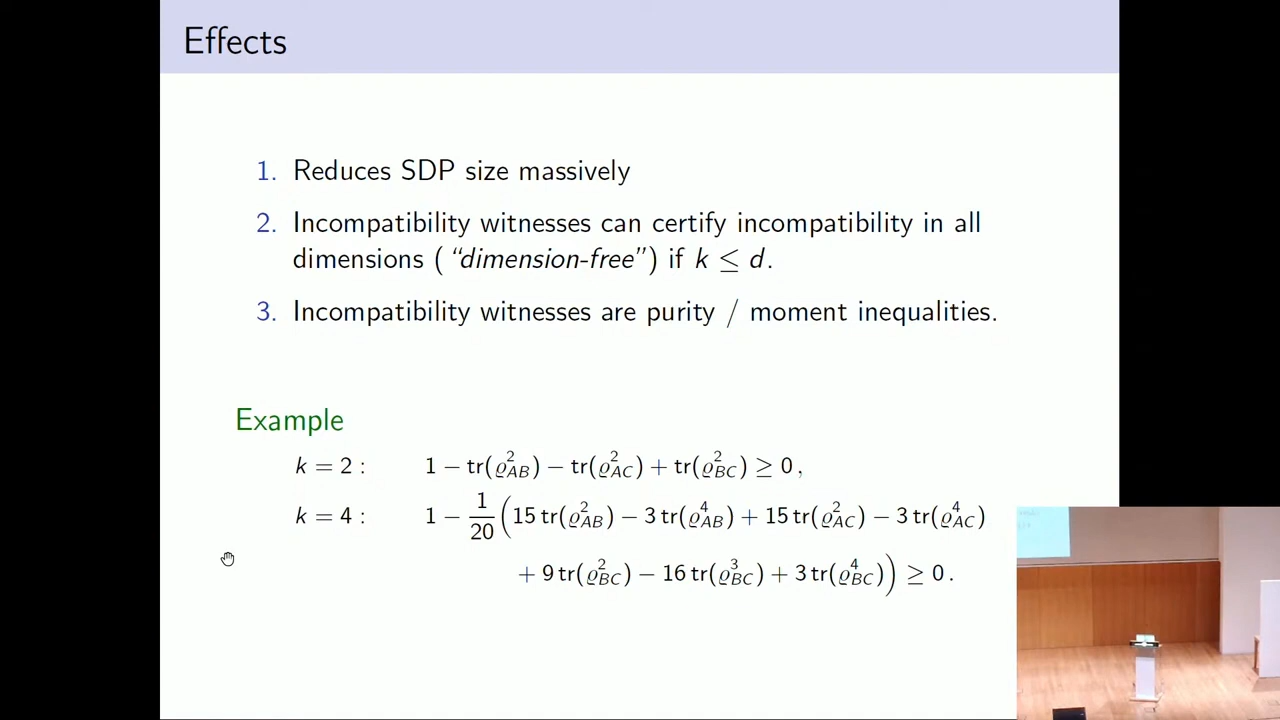 Effects
1. Reduces SDP size massively
2. Incompatibility witnesses can certify incompatibility in all
dimensions ( “dimension-free”) if k ≤ d.
3. Incompatibility witnesses are purity / moment inequalities.
Example
k = 2 : 1 − tr(ϱ²_AB) − tr(ϱ²_AC) + tr(ϱ²_BC) ≥ 0 ,
k = 4 : 1 − 1/20 (15 tr(ϱ²_AB) − 3 tr(ϱ⁴_AB) + 15 tr(ϱ²_AC) − 3 tr(ϱ⁴_AC)
+ 9 tr(ϱ²_BC) − 16 tr(ϱ³_BC) + 3 tr(ϱ⁴_BC)) ≥ 0 .